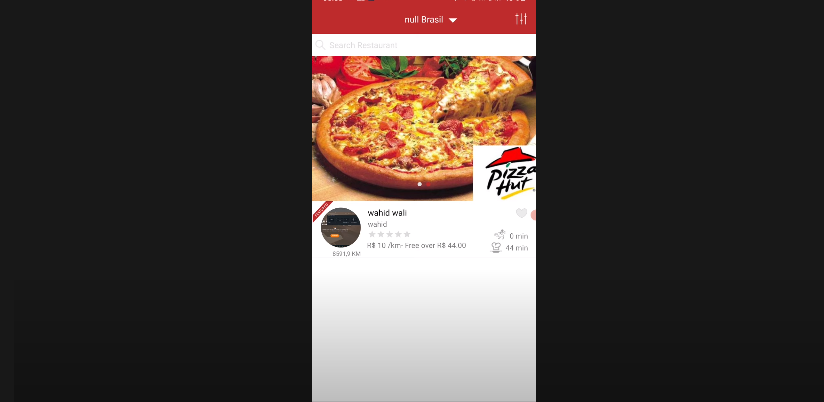 null Brasil
Search Restaurant
Pizza
Hut
wahid wali
wahid
R$ 10 /km- Free over R$ 44.00
0 min
44 min
8591,9 KM